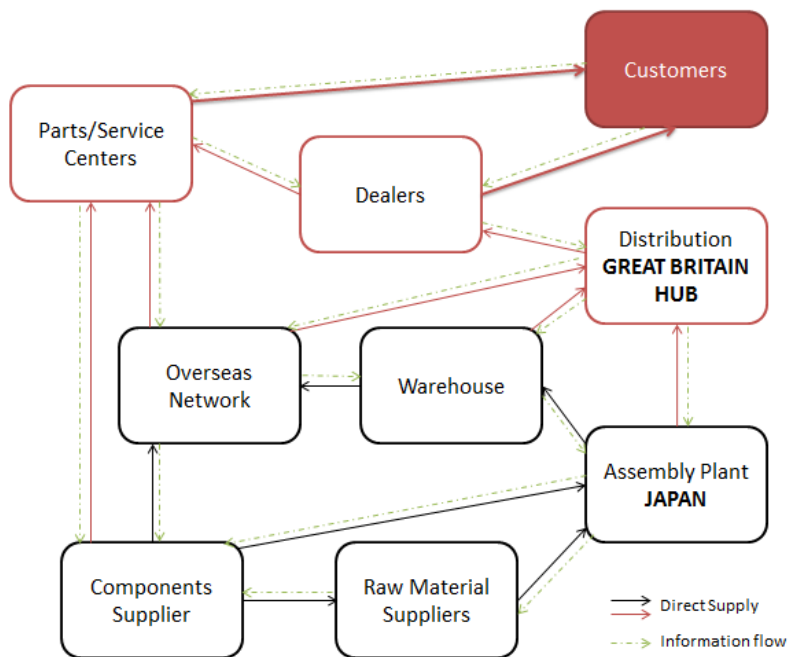 Customers
Parts/Service
Centers
Dealers
Distribution
GREAT BRITAIN
HUB
Overseas
Network
Warehouse
Assembly Plant
JAPAN
Components
Supplier
Raw Material
Suppliers
Direct Supply
Information flow